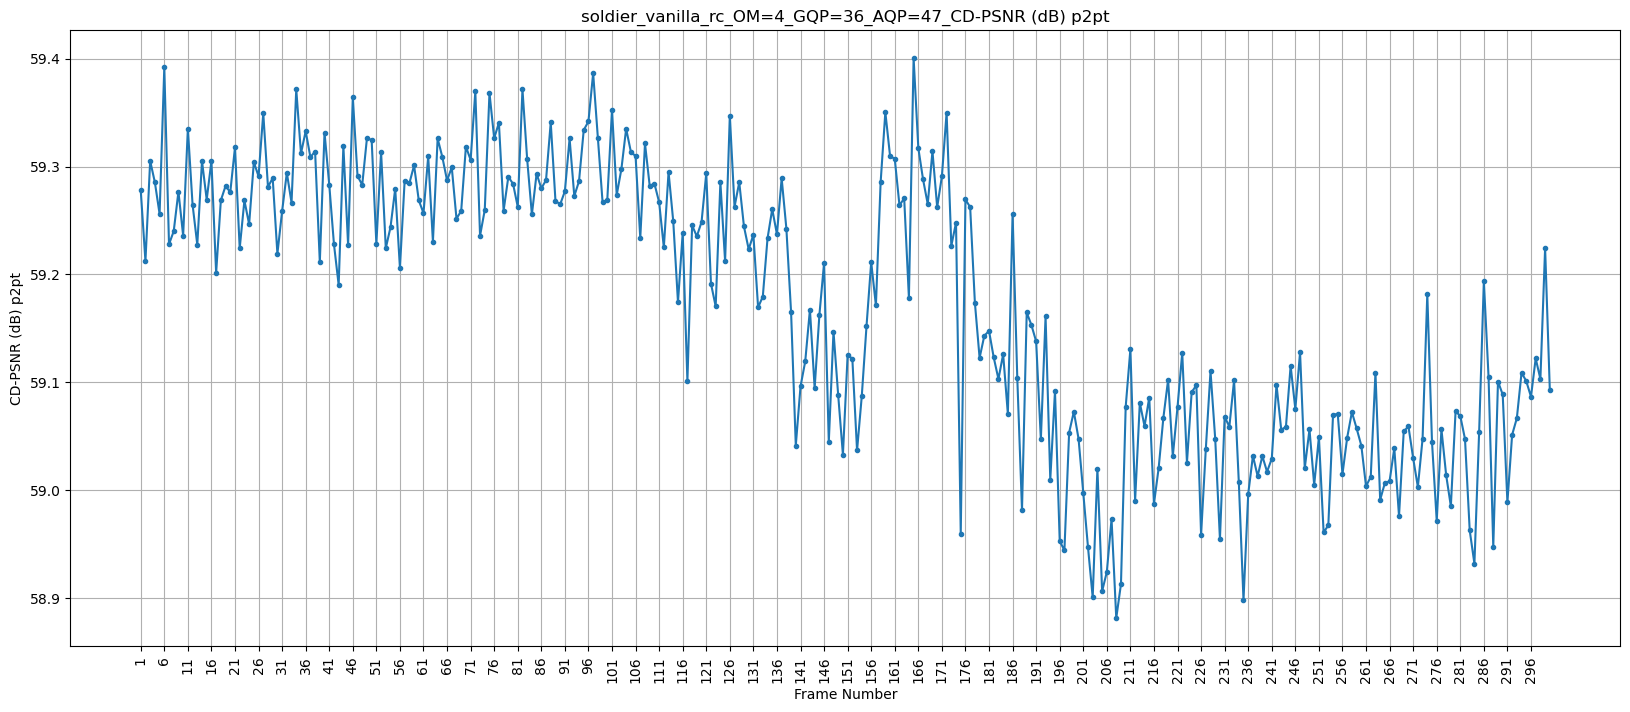 soldier_vanilla_rc_OM=4_GQP=36_AQP=47_CD-PSNR (dB) p2pt
CD-PSNR (dB) p2pt
59.4
59.3
59.2
59.1
59.0
58.9
1 6 11 16 21 26 31 36 41 46 51 56 61 66 71 76 81 86 91 96 101 106 111 116 121 126 131 136 141 146 151 156 161 166 171 176 181 186 191 196 201 206 211 216 221 226 231 236 241 246 251 256 261 266 271 276 281 286 291 296
Frame Number